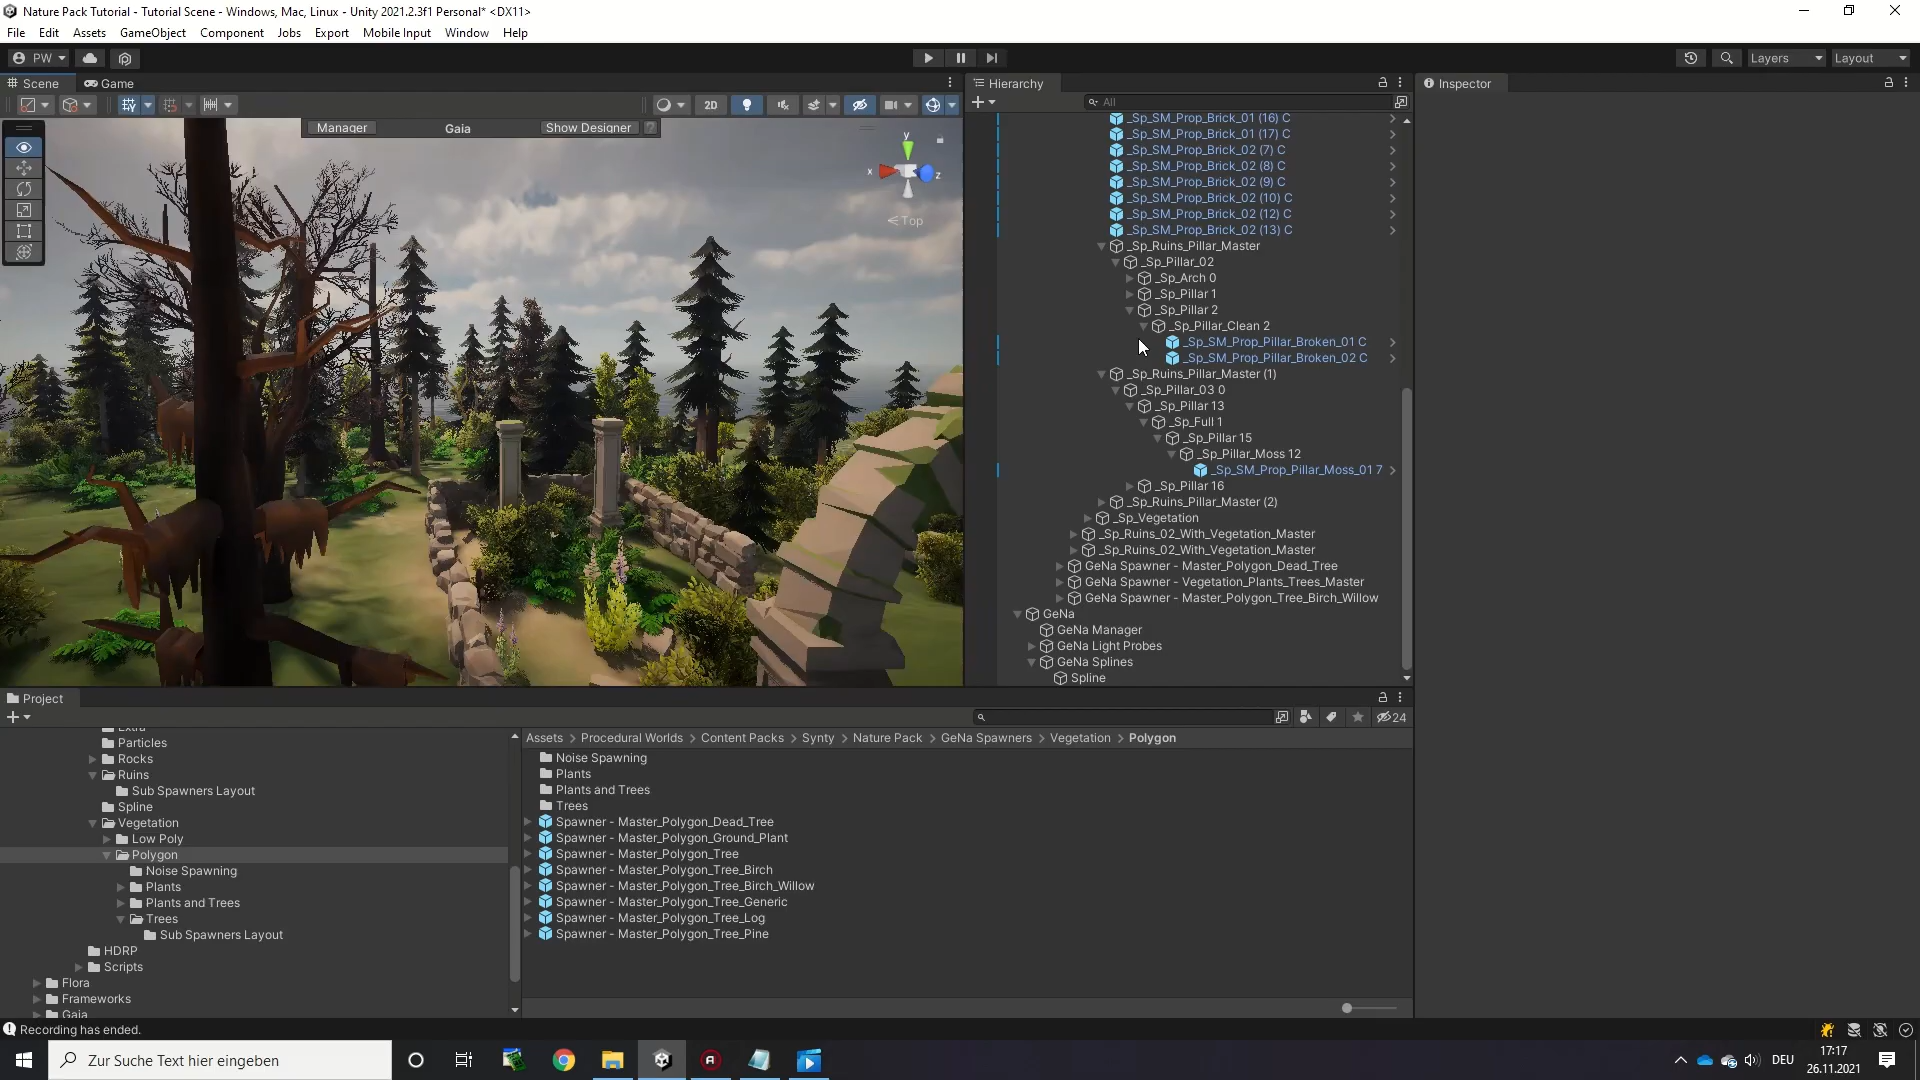 Nature Pack Tutorial - Tutorial Scene - Windows, Mac, Linux - Unity 2021.2.3f1 Personal* <DX11>
File Edit Assets GameObject Component Jobs Export Mobile Input Window Help
PW Layers Layout
Scene Game
2D
Manager Gaia Show Designer
y
x z
Top
Hierarchy
All
_Sp_SM_Prop_Brick_01 (16) C
_Sp_SM_Prop_Brick_01 (17) C
_Sp_SM_Prop_Brick_02 (7) C
_Sp_SM_Prop_Brick_02 (8) C
_Sp_SM_Prop_Brick_02 (9) C
_Sp_SM_Prop_Brick_02 (10) C
_Sp_SM_Prop_Brick_02 (12) C
_Sp_SM_Prop_Brick_02 (13) C
_Sp_Ruins_Pillar_Master
_Sp_Pillar_02
_Sp_Arch 0
_Sp_Pillar 1
_Sp_Pillar 2
_Sp_Pillar_Clean 2
_Sp_SM_Prop_Pillar_Broken_01 C
_Sp_SM_Prop_Pillar_Broken_02 C
_Sp_Ruins_Pillar_Master (1)
_Sp_Pillar_03 0
_Sp_Pillar 13
_Sp_Full 1
_Sp_Pillar 15
_Sp_Pillar_Moss 12
_Sp_SM_Prop_Pillar_Moss_01 7
_Sp_Pillar 16
_Sp_Ruins_Pillar_Master (2)
_Sp_Vegetation
_Sp_Ruins_02_With_Vegetation_Master
_Sp_Ruins_02_With_Vegetation_Master
GeNa Spawner - Master_Polygon_Dead_Tree
GeNa Spawner - Vegetation_Plants_Trees_Master
GeNa Spawner - Master_Polygon_Tree_Birch_Willow
GeNa
GeNa Manager
GeNa Light Probes
GeNa Splines
Spline
Inspector
Project
24
Extra
Particles
Rocks
Ruins
Sub Spawners Layout
Spline
Vegetation
Low Poly
Polygon
Noise Spawning
Plants
Plants and Trees
Trees
Sub Spawners Layout
HDRP
Scripts
Flora
Frameworks
Gaia
Assets > Procedural Worlds > Content Packs > Synty > Nature Pack > GeNa Spawners > Vegetation > Polygon
Noise Spawning
Plants
Plants and Trees
Trees
Spawner - Master_Polygon_Dead_Tree
Spawner - Master_Polygon_Ground_Plant
Spawner - Master_Polygon_Tree
Spawner - Master_Polygon_Tree_Birch
Spawner - Master_Polygon_Tree_Birch_Willow
Spawner - Master_Polygon_Tree_Generic
Spawner - Master_Polygon_Tree_Log
Spawner - Master_Polygon_Tree_Pine
Recording has ended.
Zur Suche Text hier eingeben
DEU
17:17
26.11.2021